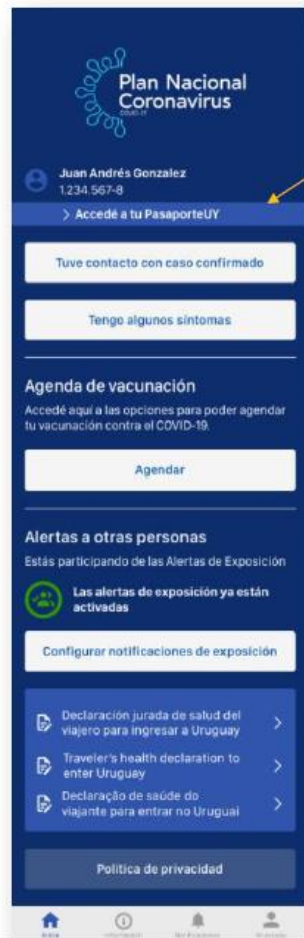 Plan Nacional
Coronavirus
COVID-19
Juan Andrés Gonzalez
1.234.567-8
> Accedé a tu PasaporteUY
Tuve contacto con caso confirmado
Tengo algunos síntomas
Agenda de vacunación
Accedé aquí a las opciones para poder agendar
tu vacunación contra el COVID-19.
Agendar
Alertas a otras personas
Estás participando de las Alertas de Exposición
Las alertas de exposición ya están
activadas
Configurar notificaciones de exposición
Declaración jurada de salud del
viajero para ingresar a Uruguay
Traveler's health declaration to
enter Uruguay
Declaração de saúde do
viajante para entrar no Uruguai
Política de privacidad
Inicio